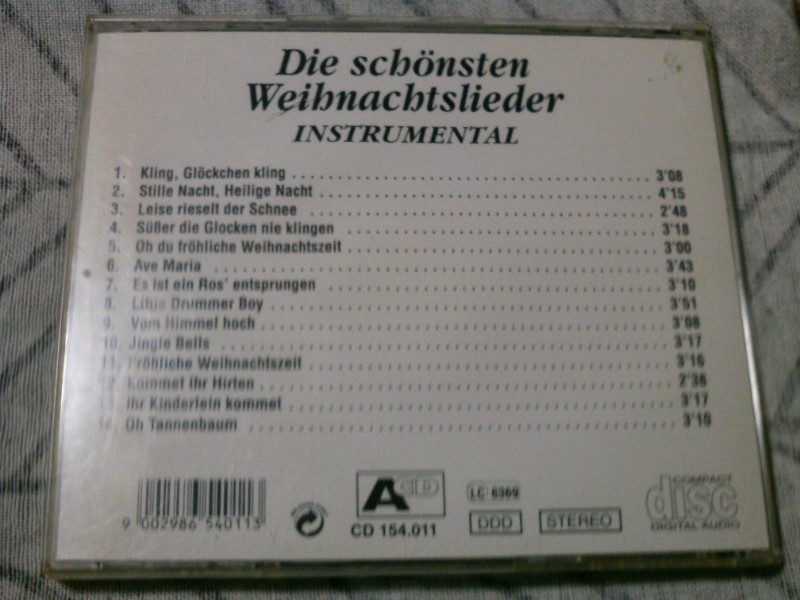 Die schönsten
Weihnachtslieder
INSTRUMENTAL
1. Kling, Glöckchen kling 3'08
2. Stille Nacht, Heilige Nacht 4'15
3. Leise rieselt der Schnee 2'48
4. Süßer die Glocken nie klingen 3'18
5. Oh du fröhliche Weihnachtszeit 3'00
6. Ave Maria 3'43
7. Es ist ein Ros' entsprungen 3'10
8. Little Drummer Boy 3'51
9. Vom Himmel hoch 3'08
10. Jingle Bells 3'17
11. Fröhliche Weihnachtszeit 3'16
12. Kommet ihr Hirten 2'38
13. Ihr Kinderlein kommet 3'17
14. Oh Tannenbaum 3'10
9 002986 540113
ACD
CD 154.011
LC 6369
DDD
STEREO
COMPACT
disc
DIGITAL AUDIO